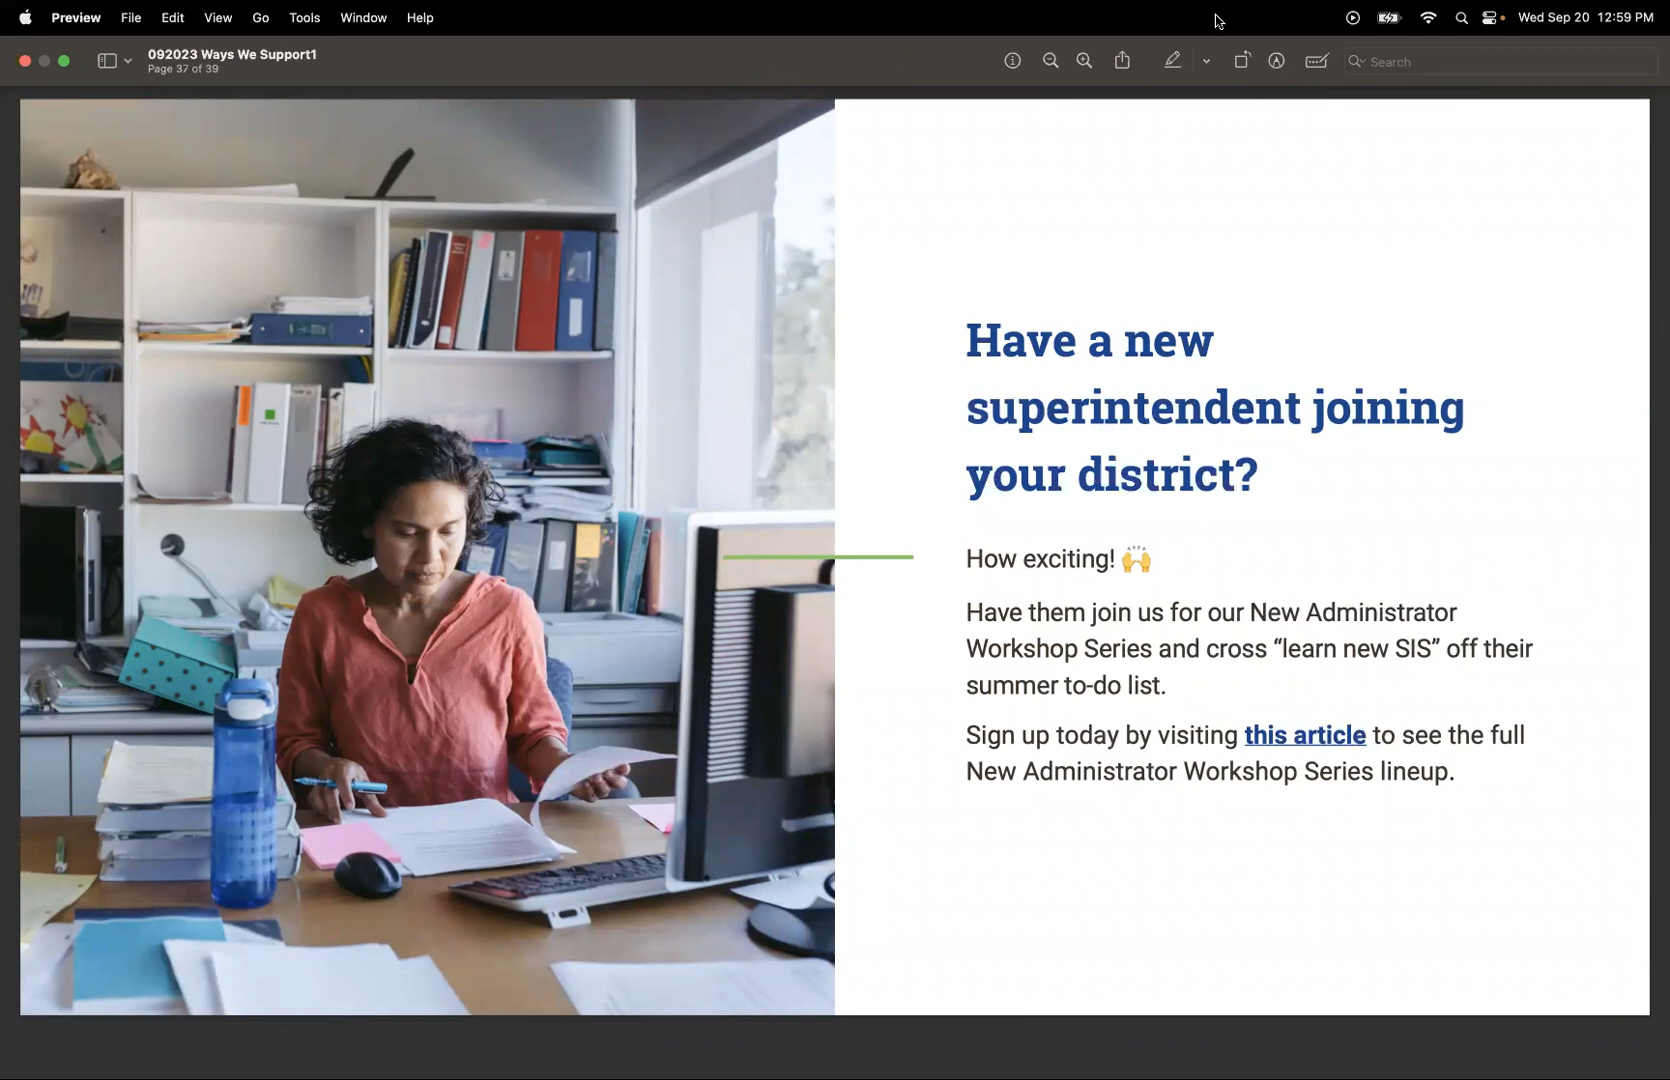 Preview File Edit View Go Tools Window Help Wed Sep 20 12:59 PM
092023 Ways We Support1
Page 37 of 39
Search
Have a new
superintendent joining
your district?
How exciting! 🙌
Have them join us for our New Administrator
Workshop Series and cross “learn new SIS” off their
summer to-do list.
Sign up today by visiting this article to see the full
New Administrator Workshop Series lineup.